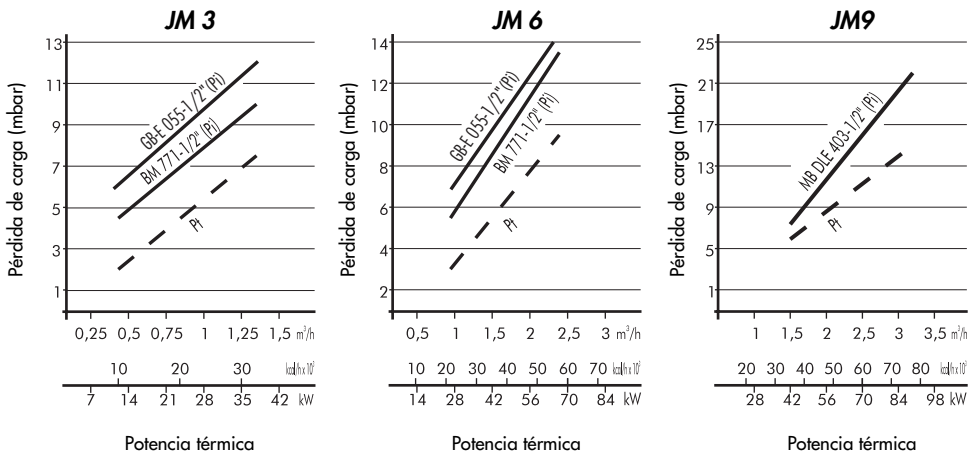 JM 3
Pérdida de carga (mbar)
13
11
9
7
5
3
1
GB-E 055-1/2" (Pi)
BM 771-1/2" (Pi)
Pt
0,25 0,5 0,75 1 1,25 1,5 m³/h
10 20 30 kcal/h x 10³
7 14 21 28 35 42 kW
Potencia térmica
JM 6
Pérdida de carga (mbar)
14
12
10
8
6
4
2
GB-E 055-1/2" (Pi)
BM 771-1/2" (Pi)
Pt
0,5 1 1,5 2 2,5 3 m³/h
10 20 30 40 50 60 70 kcal/h x 10³
14 28 42 56 70 84 kW
Potencia térmica
JM9
Pérdida de carga (mbar)
25
21
17
13
9
5
1
MB DLE 403-1/2" (Pi)
Pt
1 1,5 2 2,5 3 3,5 m³/h
20 30 40 50 60 70 80 kcal/h x 10³
28 42 56 70 84 98 kW
Potencia térmica